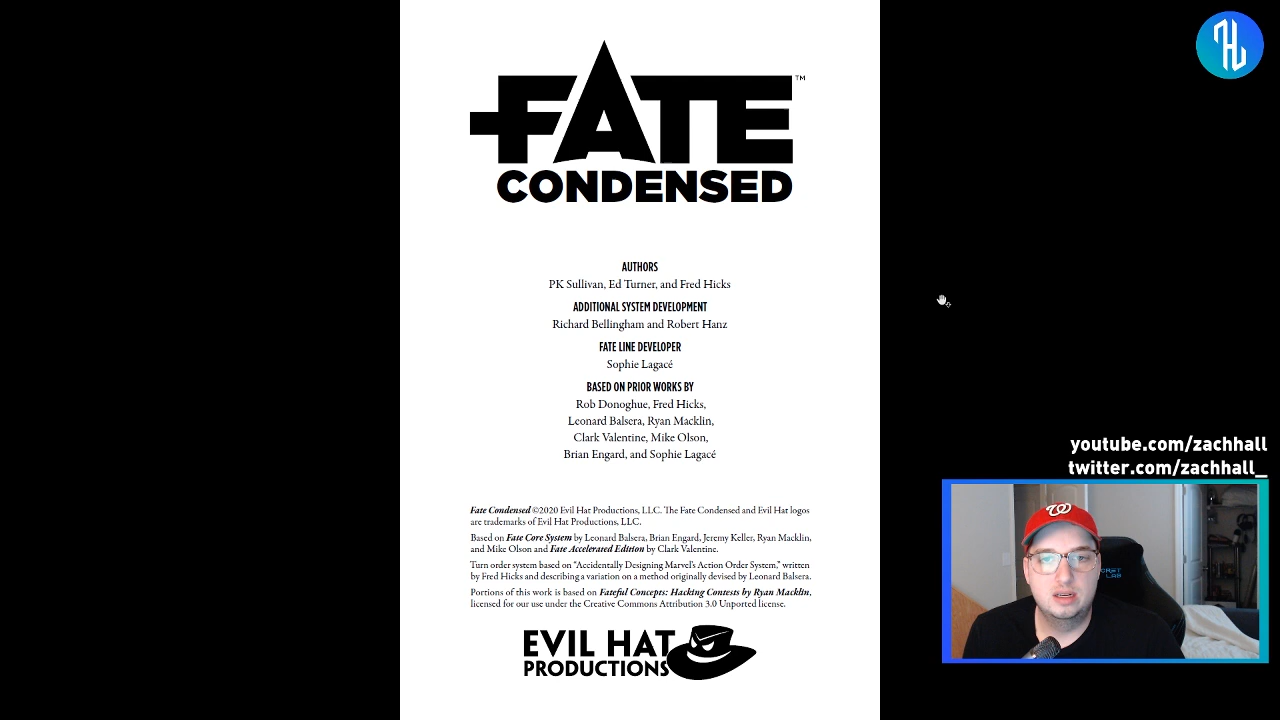 FATE™
CONDENSED
AUTHORS
PK Sullivan, Ed Turner, and Fred Hicks
ADDITIONAL SYSTEM DEVELOPMENT
Richard Bellingham and Robert Hanz
FATE LINE DEVELOPER
Sophie Lagacé
BASED ON PRIOR WORKS BY
Rob Donoghue, Fred Hicks,
Leonard Balsera, Ryan Macklin,
Clark Valentine, Mike Olson,
Brian Engard, and Sophie Lagacé
Fate Condensed ©2020 Evil Hat Productions, LLC. The Fate Condensed and Evil Hat logos
are trademarks of Evil Hat Productions, LLC.
Based on Fate Core System by Leonard Balsera, Brian Engard, Jeremy Keller, Ryan Macklin,
and Mike Olson and Fate Accelerated Edition by Clark Valentine.
Turn order system based on “Accidentally Designing Marvel’s Action Order System,” written
by Fred Hicks and describing a variation on a method originally devised by Leonard Balsera.
Portions of this work is based on Fateful Concepts: Hacking Contests by Ryan Macklin,
licensed for our use under the Creative Commons Attribution 3.0 Unported license.
EVIL HAT
PRODUCTIONS
youtube.com/zachhall
twitter.com/zachhall_
W